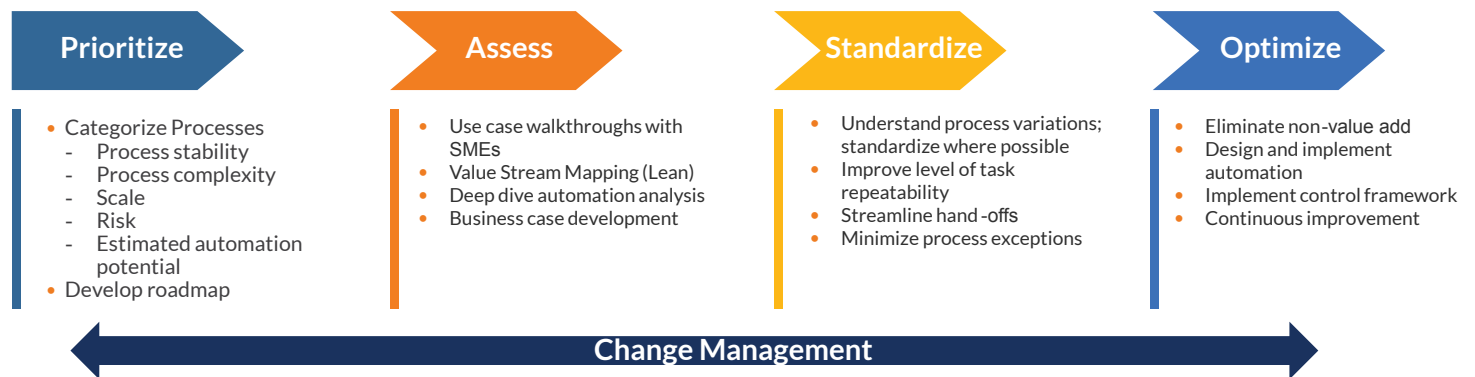 Prioritize
• Categorize Processes
- Process stability
- Process complexity
- Scale
- Risk
- Estimated automation
potential
• Develop roadmap
Assess
• Use case walkthroughs with
SMEs
• Value Stream Mapping (Lean)
• Deep dive automation analysis
• Business case development
Standardize
• Understand process variations;
standardize where possible
• Improve level of task
repeatability
• Streamline hand -offs
• Minimize process exceptions
Optimize
• Eliminate non-value add
• Design and implement
automation
• Implement control framework
• Continuous improvement
Change Management